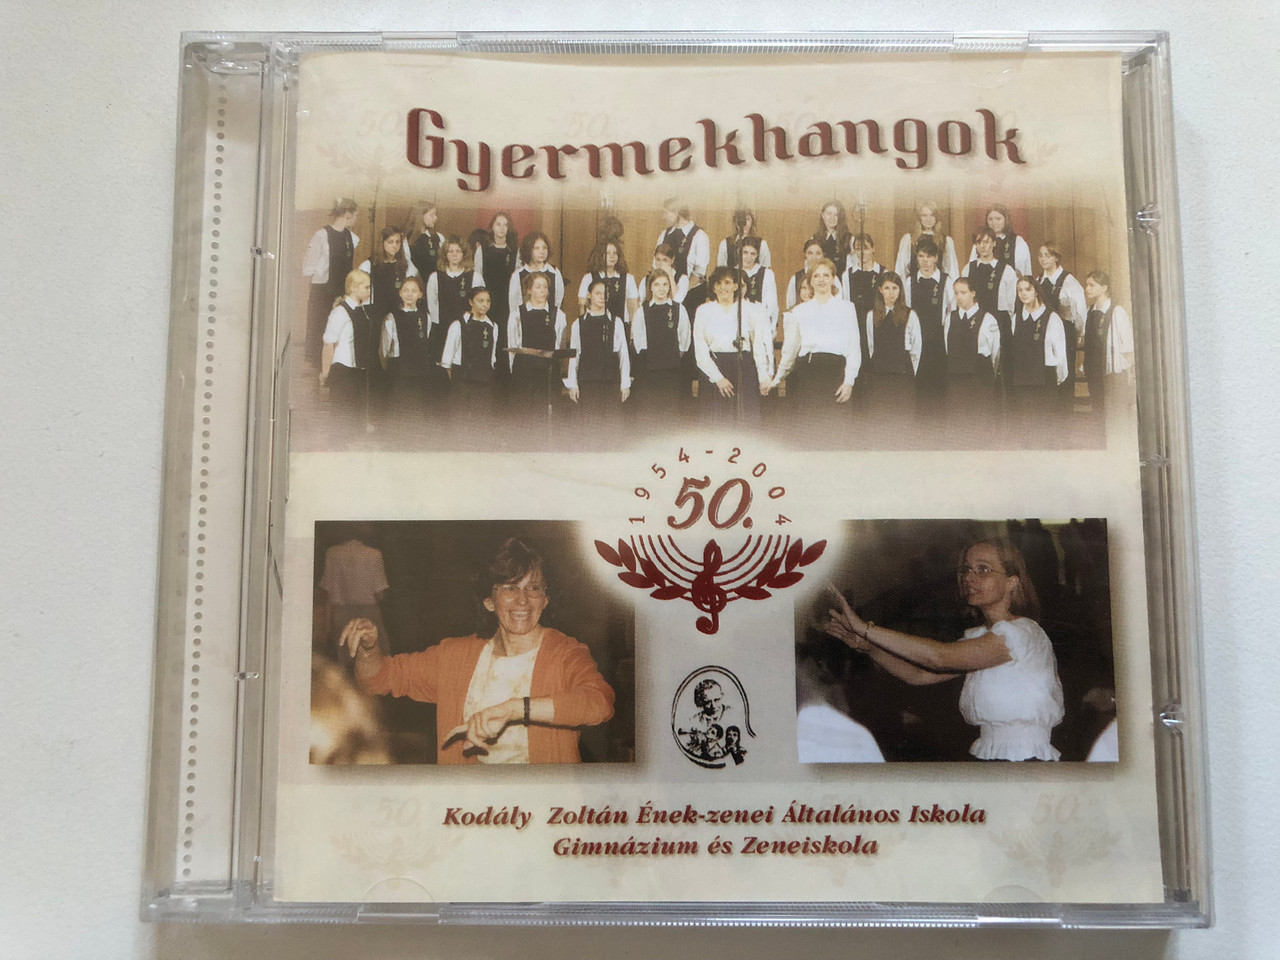 Gyermekhangok
1954-2004
50.
Kodály Zoltán Ének-zenei Általános Iskola
Gimnázium és Zeneiskola